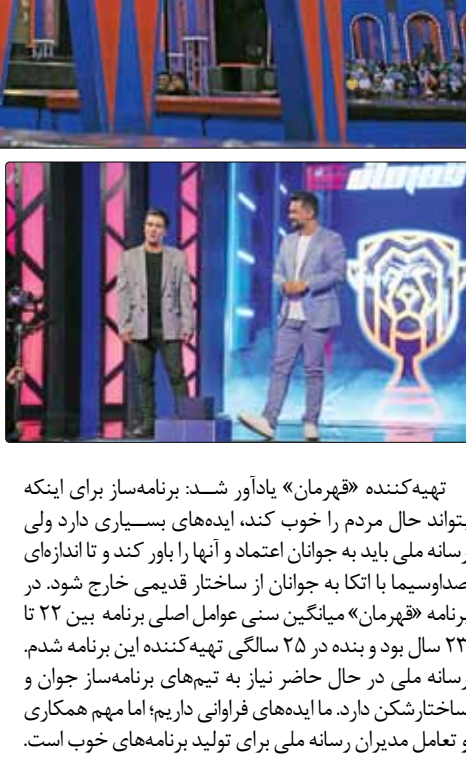 قهرمان
تهیه‌کننده «قهرمان» یادآور شـــد: برنامه‌ساز برای اینکه
بتواند حال مردم را خوب کند، ایده‌های بســـیاری دارد ولی
رسانه ملی باید به جوانان اعتماد و آنها را باور کند و تا اندازه‌ای
صداوسیما با اتکا به جوانان از ساختار قدیمی خارج شود. در
برنامه «قهرمان» میانگین سنی عوامل اصلی برنامه بین ۲۲ تا
۲۳ سال بود و بنده در ۲۵ سالگی تهیه‌کننده این برنامه شدم.
رسانه ملی در حال حاضر نیاز به تیم‌های برنامه‌ساز جوان و
ساختارشکن دارد. ما ایده‌های فراوانی داریم؛ اما مهم همکاری
و تعامل مدیران رسانه ملی برای تولید برنامه‌های خوب است.